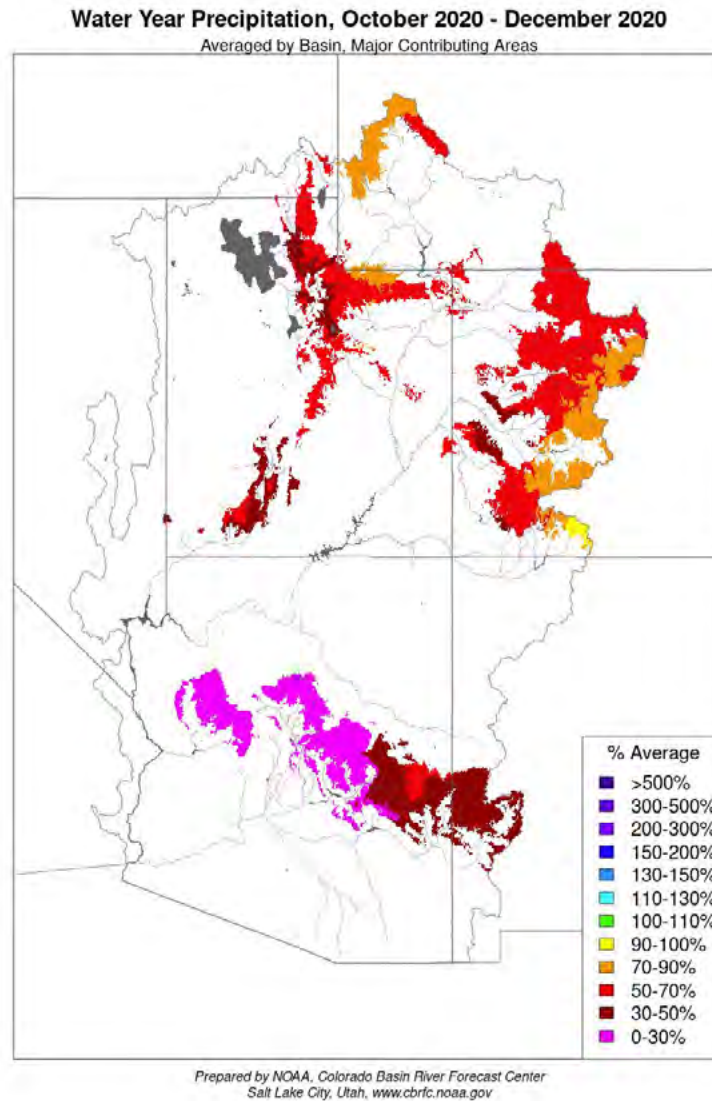 Water Year Precipitation, October 2020 - December 2020
Averaged by Basin, Major Contributing Areas
% Average
>500%
300-500%
200-300%
150-200%
130-150%
110-130%
100-110%
90-100%
70-90%
50-70%
30-50%
0-30%
Prepared by NOAA, Colorado Basin River Forecast Center
Salt Lake City, Utah, www.cbrfc.noaa.gov